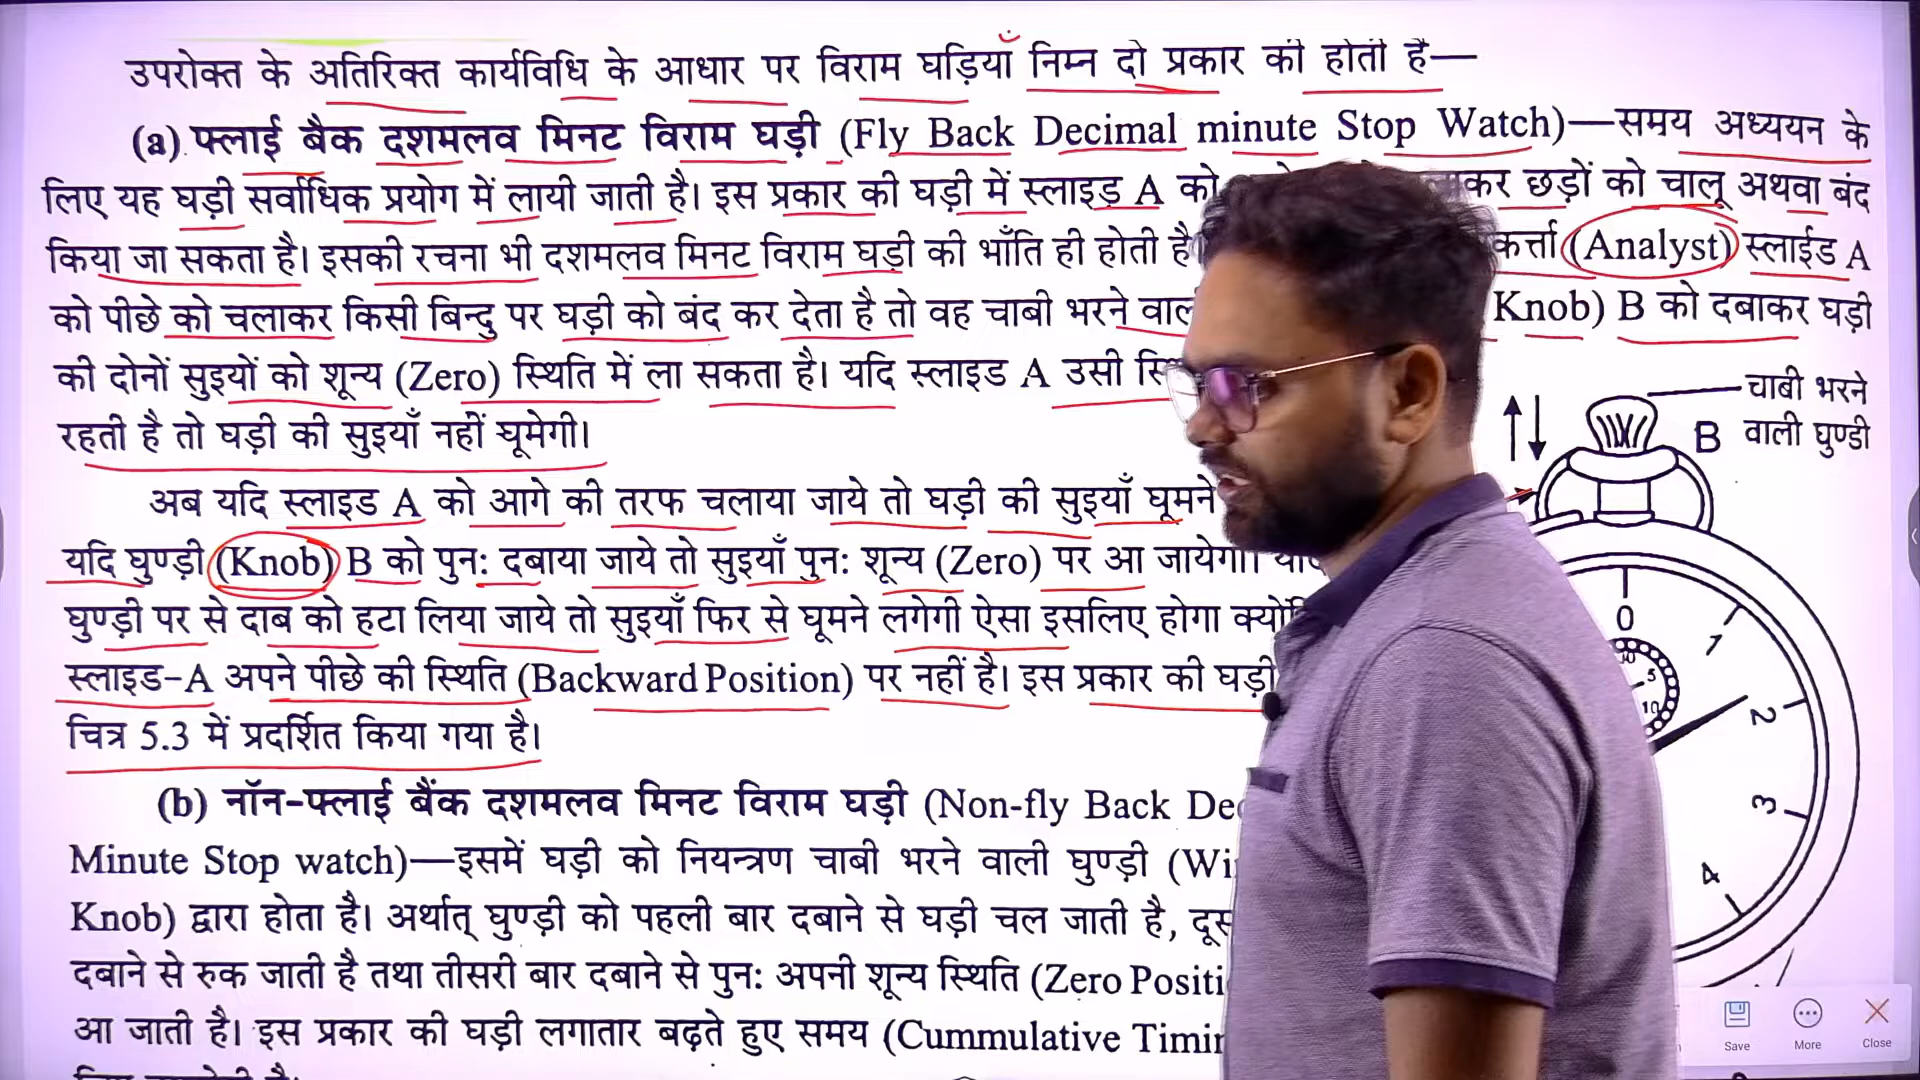 उपरोक्त के अतिरिक्त कार्यविधि के आधार पर विराम घड़ियाँ निम्न दो प्रकार की होती है—
(a) फ्लाई बैक दशमलव मिनट विराम घड़ी (Fly Back Decimal minute Stop Watch)—समय अध्ययन के
लिए यह घड़ी सर्वाधिक प्रयोग में लायी जाती है। इस प्रकार की घड़ी में स्लाइड़ A को छड़ों को चालू अथवा बंद
किया जा सकता है। इसकी रचना भी दशमलव मिनट विराम घड़ी की भाँति ही होती है कर्त्ता (Analyst) स्लाईड A
को पीछे को चलाकर किसी बिन्दु पर घड़ी को बंद कर देता है तो वह चाबी भरने Knob) B को दबाकर घड़ी
की दोनों सुइयों को शून्य (Zero) स्थिति में ला सकता है। यदि स्लाइड A उसी
रहती है तो घड़ी की सुइयाँ नहीं घूमेगी।
चाबी भरने
वाली घुण्डी
B
अब यदि स्लाइड A को आगे की तरफ चलाया जाये तो घड़ी की सुइयाँ घूमने
यदि घुण्ड़ी (Knob) B को पुन: दबाया जाये तो सुइयाँ पुन: शून्य (Zero) पर आ जायेगी।
घुण्ड़ी पर से दाब को हटा लिया जाये तो सुइयाँ फिर से घूमने लगेगी ऐसा इसलिए होगा
स्लाइड-A अपने पीछे की स्थिति (Backward Position) पर नहीं है। इस प्रकार की घड़ी
चित्र 5.3 में प्रदर्शित किया गया है।
0
1
2
3
4
5
10
(b) नॉन-फ्लाई बैंक दशमलव मिनट विराम घड़ी (Non-fly Back
Minute Stop watch)—इसमें घड़ी को नियन्त्रण चाबी भरने वाली घुण्ड़ी
Knob) द्वारा होता है। अर्थात् घुण्ड़ी को पहली बार दबाने से घड़ी चल जाती है,
दबाने से रुक जाती है तथा तीसरी बार दबाने से पुन: अपनी शून्य स्थिति (Zero
आ जाती है। इस प्रकार की घड़ी लगातार बढ़ते हुए समय (Cummulative
Save
More
Close